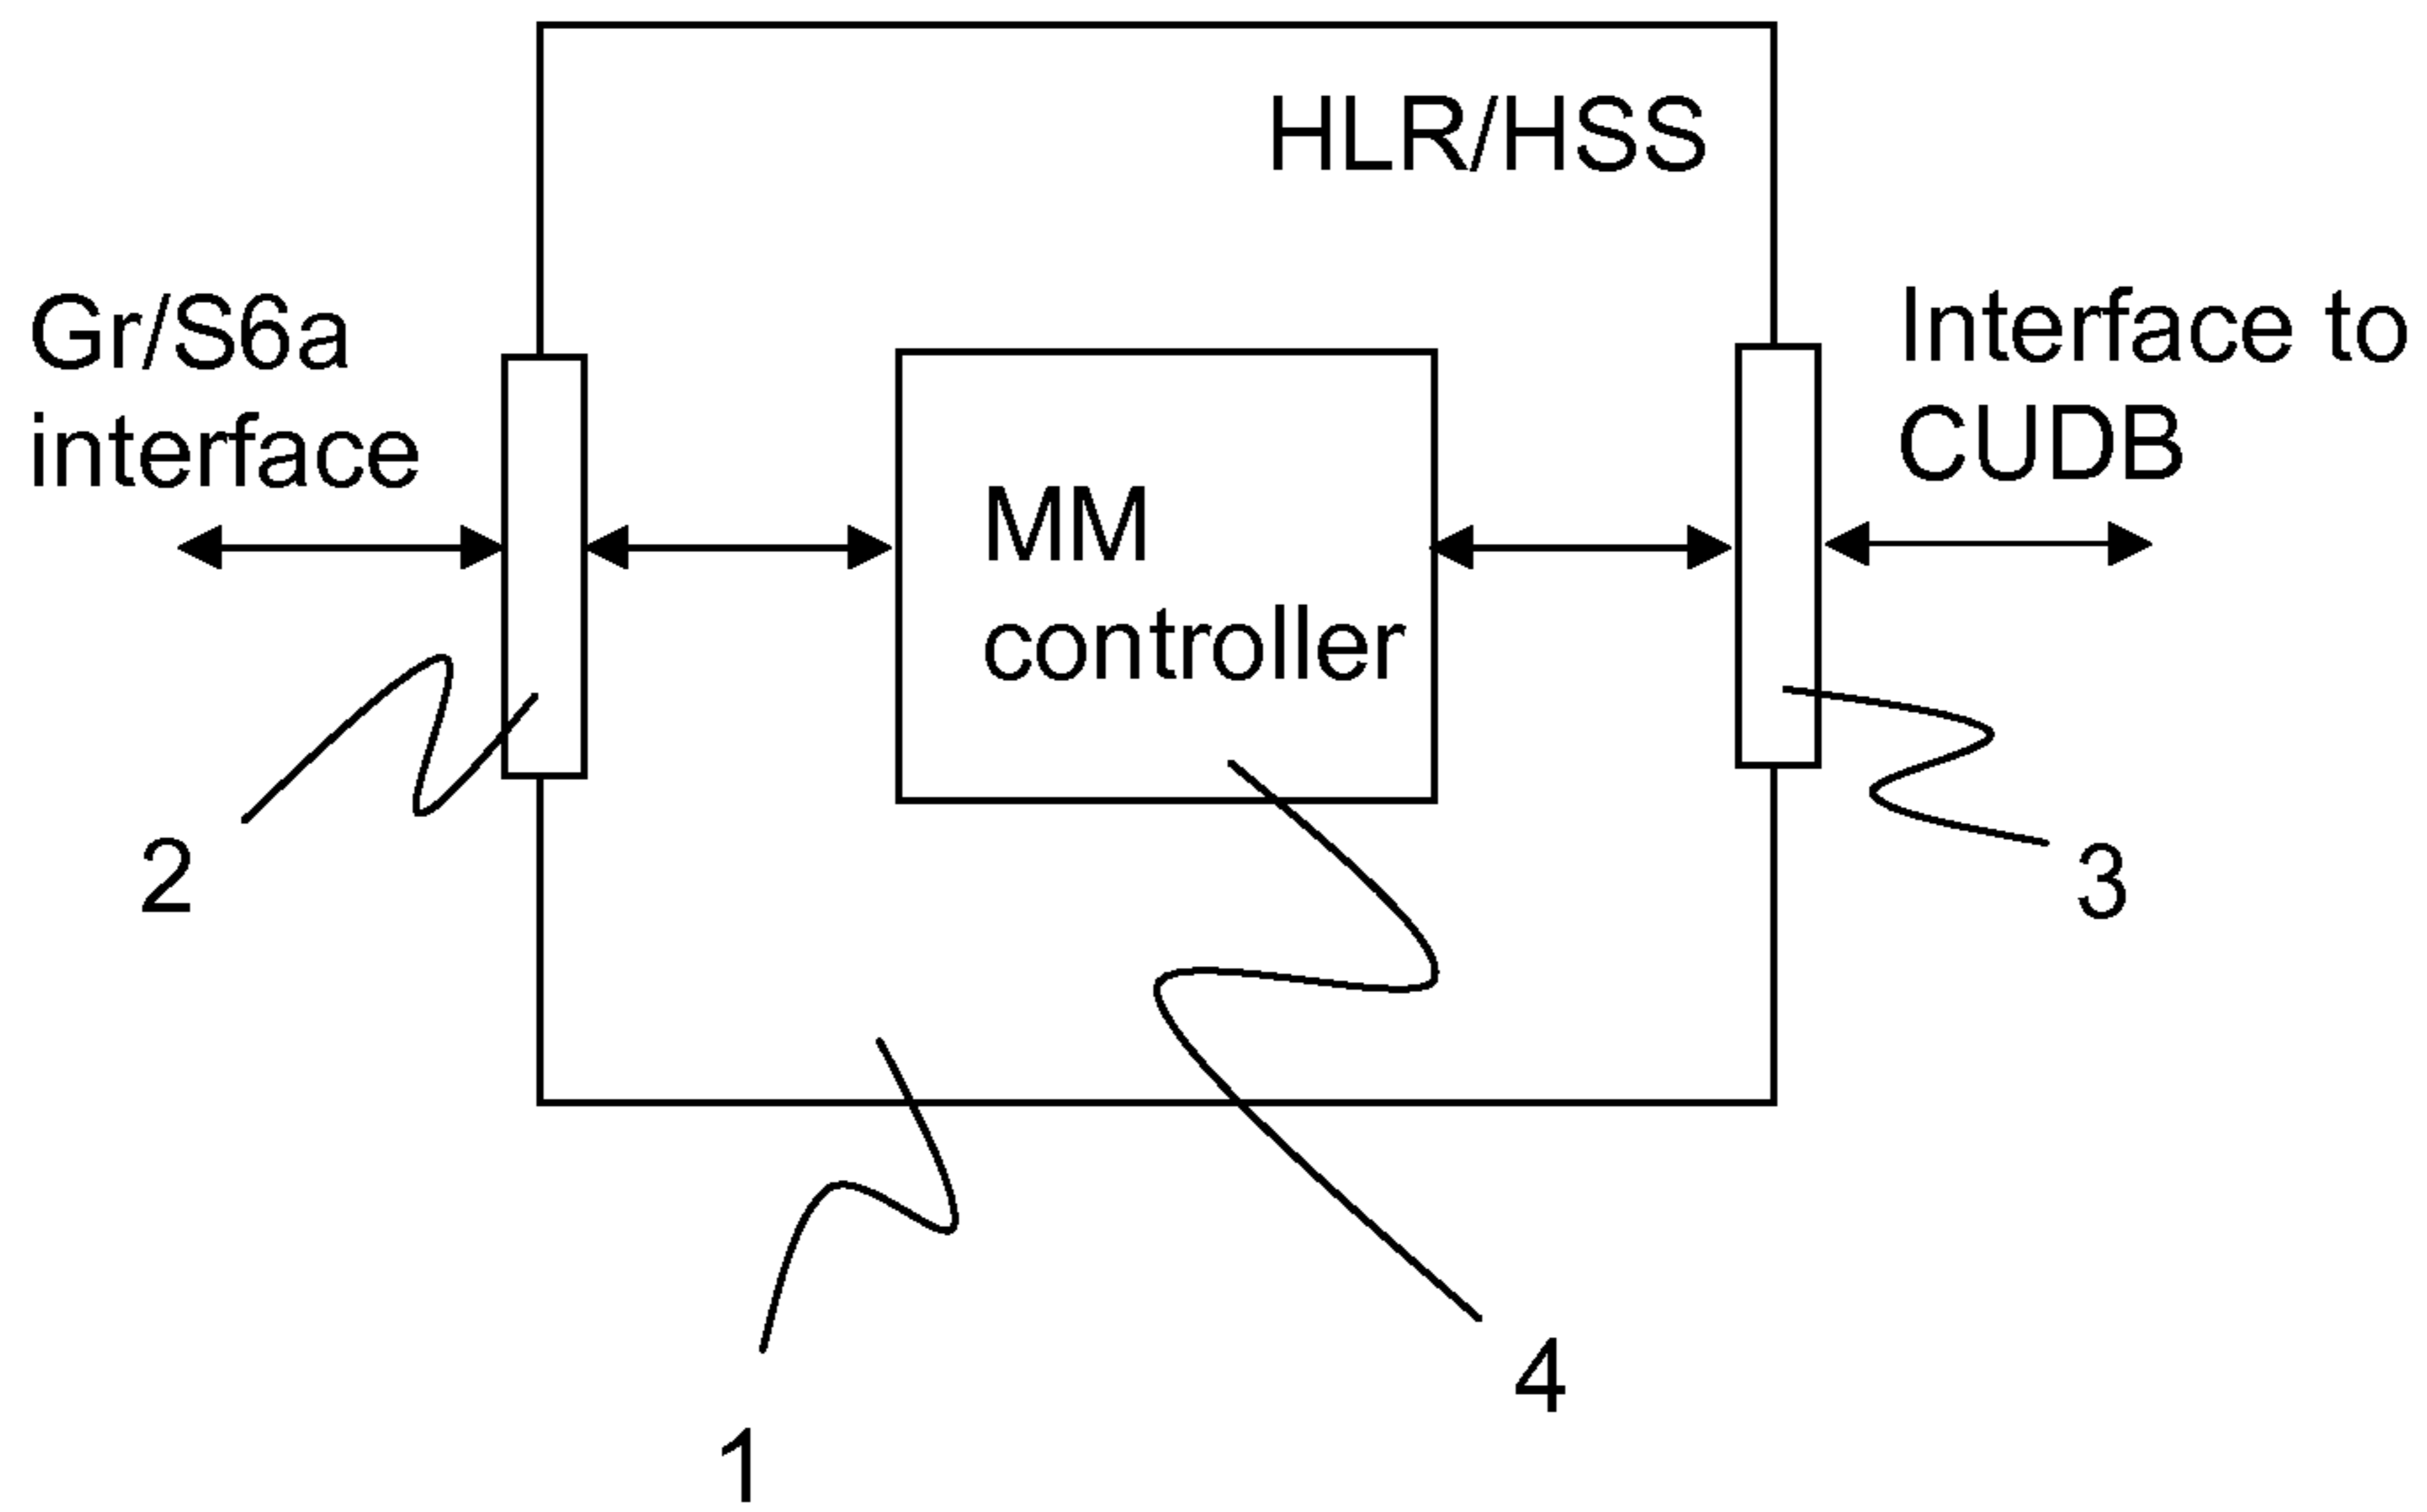 HLR/HSS
Gr/S6a
interface
Interface to
CUDB
MM
controller
2
3
4
1